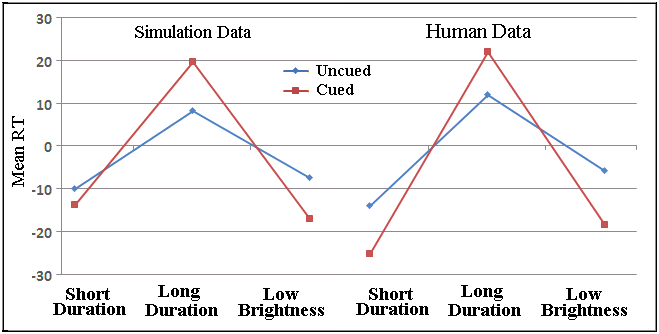 30
Simulation Data
Human Data
20
Uncued
Cued
10
0
-10
-20
-30
Mean RT
Short
Duration
Long
Duration
Low
Brightness
Short
Duration
Long
Duration
Low
Brightness